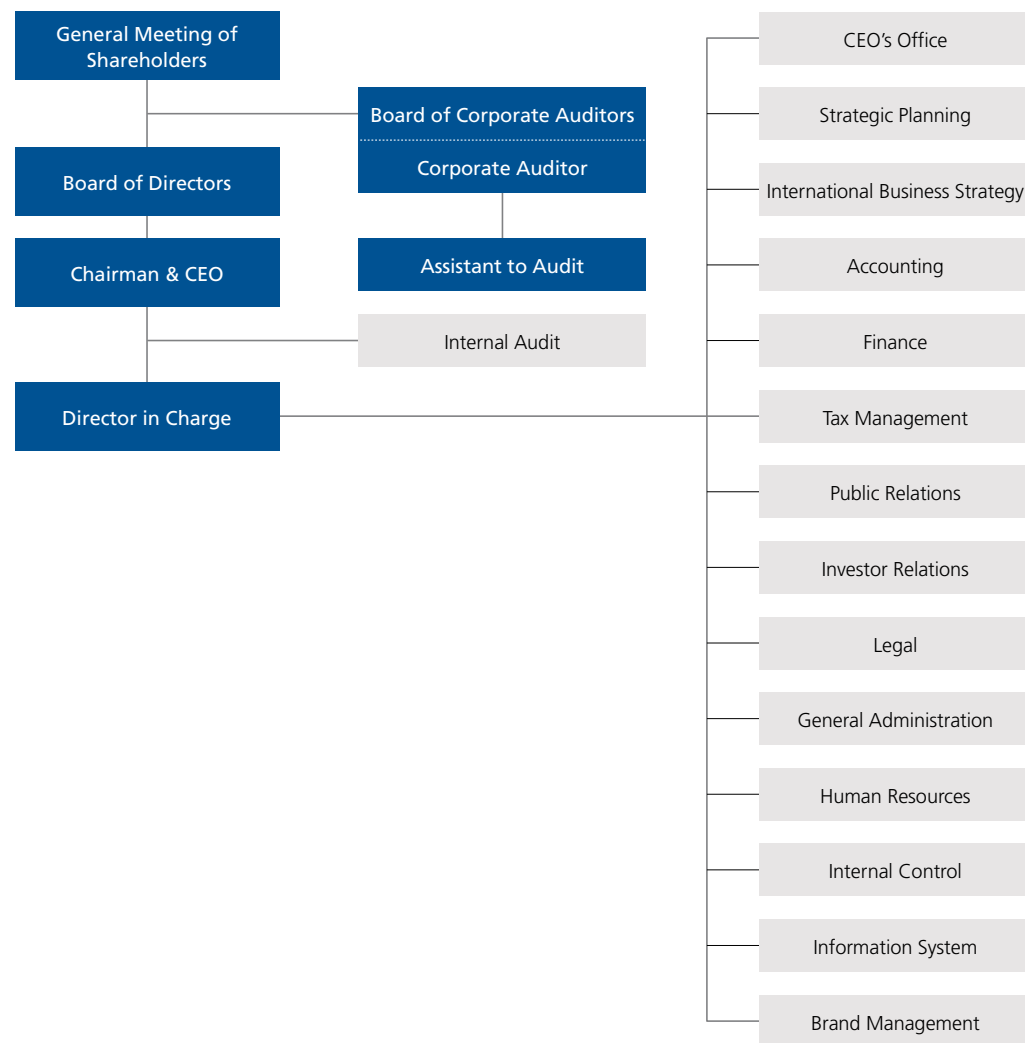 General Meeting of
Shareholders
Board of Corporate Auditors
Corporate Auditor
Board of Directors
Chairman & CEO
Assistant to Audit
Internal Audit
Director in Charge
CEO’s Office
Strategic Planning
International Business Strategy
Accounting
Finance
Tax Management
Public Relations
Investor Relations
Legal
General Administration
Human Resources
Internal Control
Information System
Brand Management